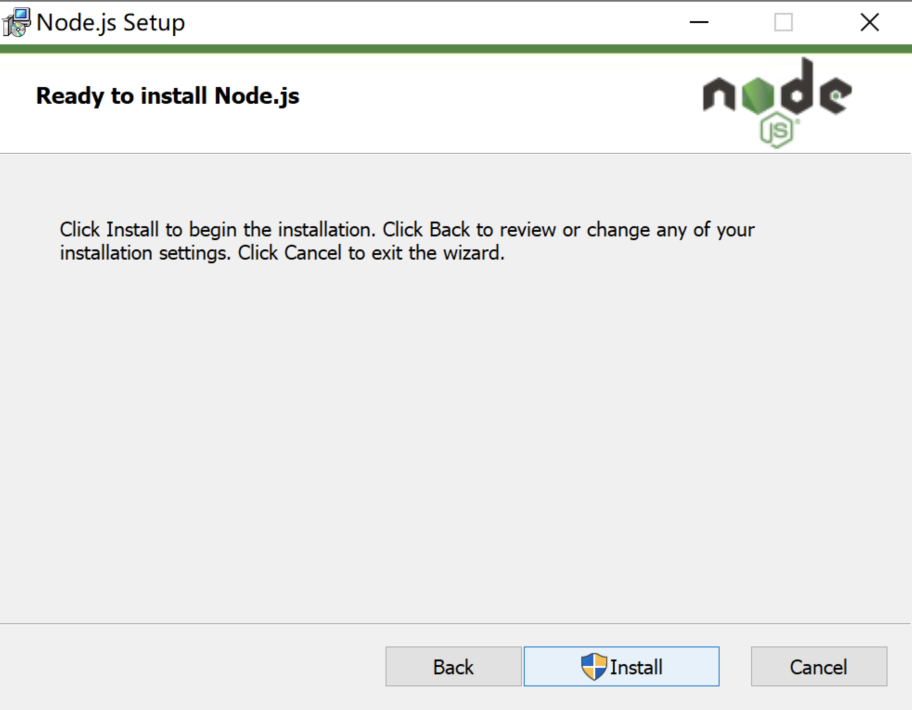 Node.js Setup
Ready to install Node.js
node
JS
Click Install to begin the installation. Click Back to review or change any of your
installation settings. Click Cancel to exit the wizard.
Back
Install
Cancel